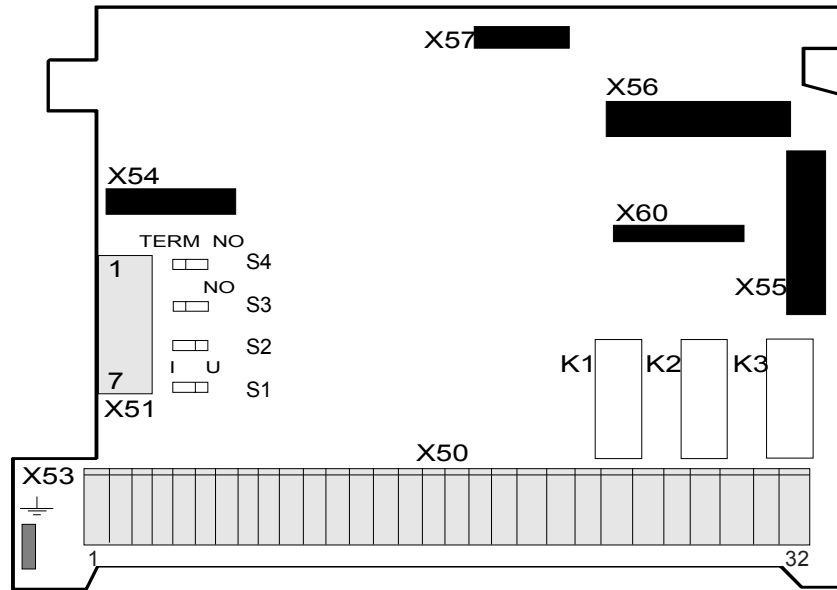 X57
X56
X54
X60
TERM NO
1
S4
NO
X55
S3
S2
K1
K2
K3
I U
7
S1
X51
X50
X53
1
32